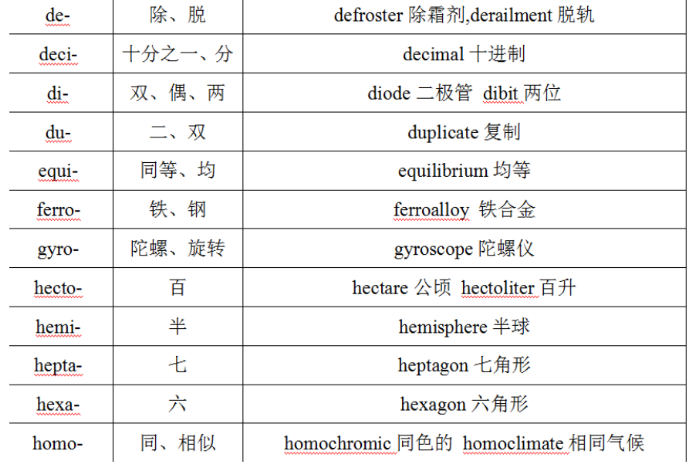 de- 除、脱 defroster 除霜剂,derailment 脱轨
deci- 十分之一、分 decimal 十进制
di- 双、偶、两 diode 二极管 dibit 两位
du- 二、双 duplicate 复制
equi- 同等、均 equilibrium 均等
ferro- 铁、钢 ferroalloy 铁合金
gyro- 陀螺、旋转 gyroscope 陀螺仪
hecto- 百 hectare 公顷 hectoliter 百升
hemi- 半 hemisphere 半球
hepta- 七 heptagon 七角形
hexa- 六 hexagon 六角形
homo- 同、相似 homochromic 同色的 homoclimate 相同气候